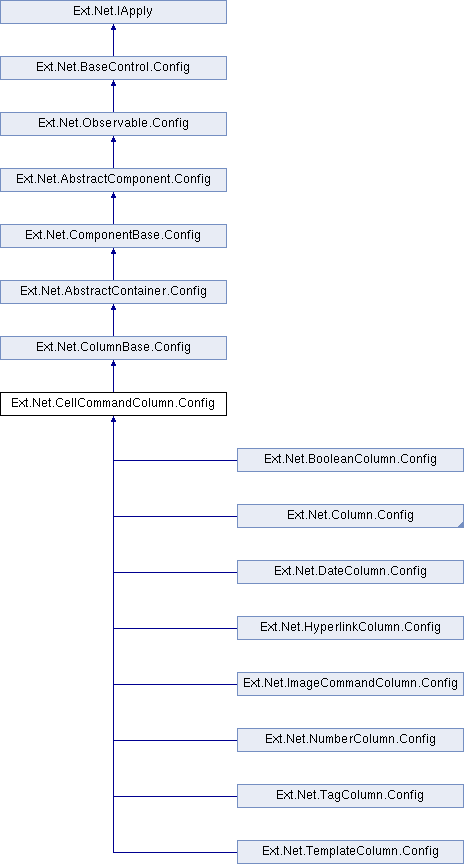 Ext.Net.IApply
Ext.Net.BaseControl.Config
Ext.Net.Observable.Config
Ext.Net.AbstractComponent.Config
Ext.Net.ComponentBase.Config
Ext.Net.AbstractContainer.Config
Ext.Net.ColumnBase.Config
Ext.Net.CellCommandColumn.Config
Ext.Net.BooleanColumn.Config
Ext.Net.Column.Config
Ext.Net.DateColumn.Config
Ext.Net.HyperlinkColumn.Config
Ext.Net.ImageCommandColumn.Config
Ext.Net.NumberColumn.Config
Ext.Net.TagColumn.Config
Ext.Net.TemplateColumn.Config